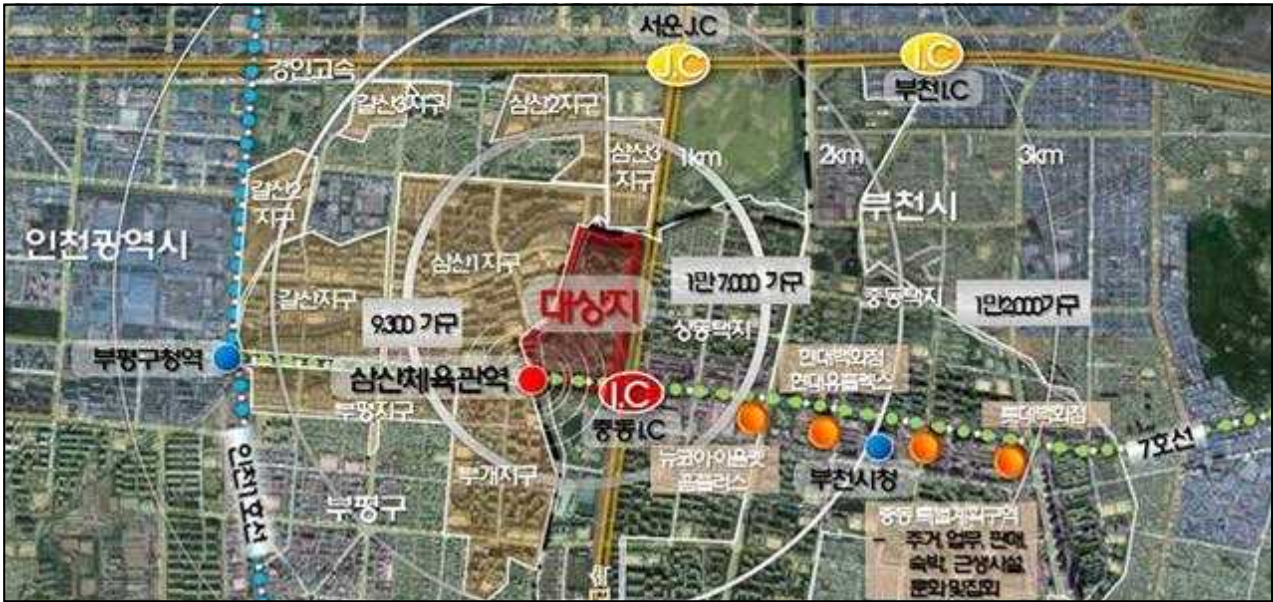 서운J.C
J.C
I.C
부천I.C
경인고속
갈산3지구
삼산2지구
삼산3
지구
1km
2km
3km
갈산2
지구
부천시
인천광역시
삼산1지구
대상지
1만 7,000 가구
중동택지
1만2,000가구
갈산지구
9,300 가구
상동택지
부평구청역
삼산체육관역
현대백화점
현대유플렉스
I.C
중동I.C
부평지구
롯데백화점
7호선
뉴코아 아울렛
홈플러스
부천시청
인천1호선
부평구
부개지구
중동 특별계획구역
- 주거, 업무, 판매,
숙박, 근생시설,
문화 및 집회